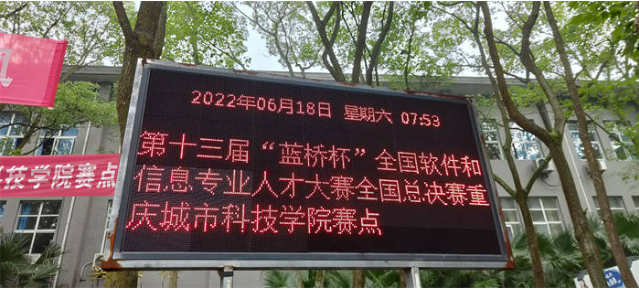 2022年06月18日 星期六 07:53
第十三届“蓝桥杯”全国软件和
信息专业人才大赛全国总决赛重
庆城市科技学院赛点
技学院赛点